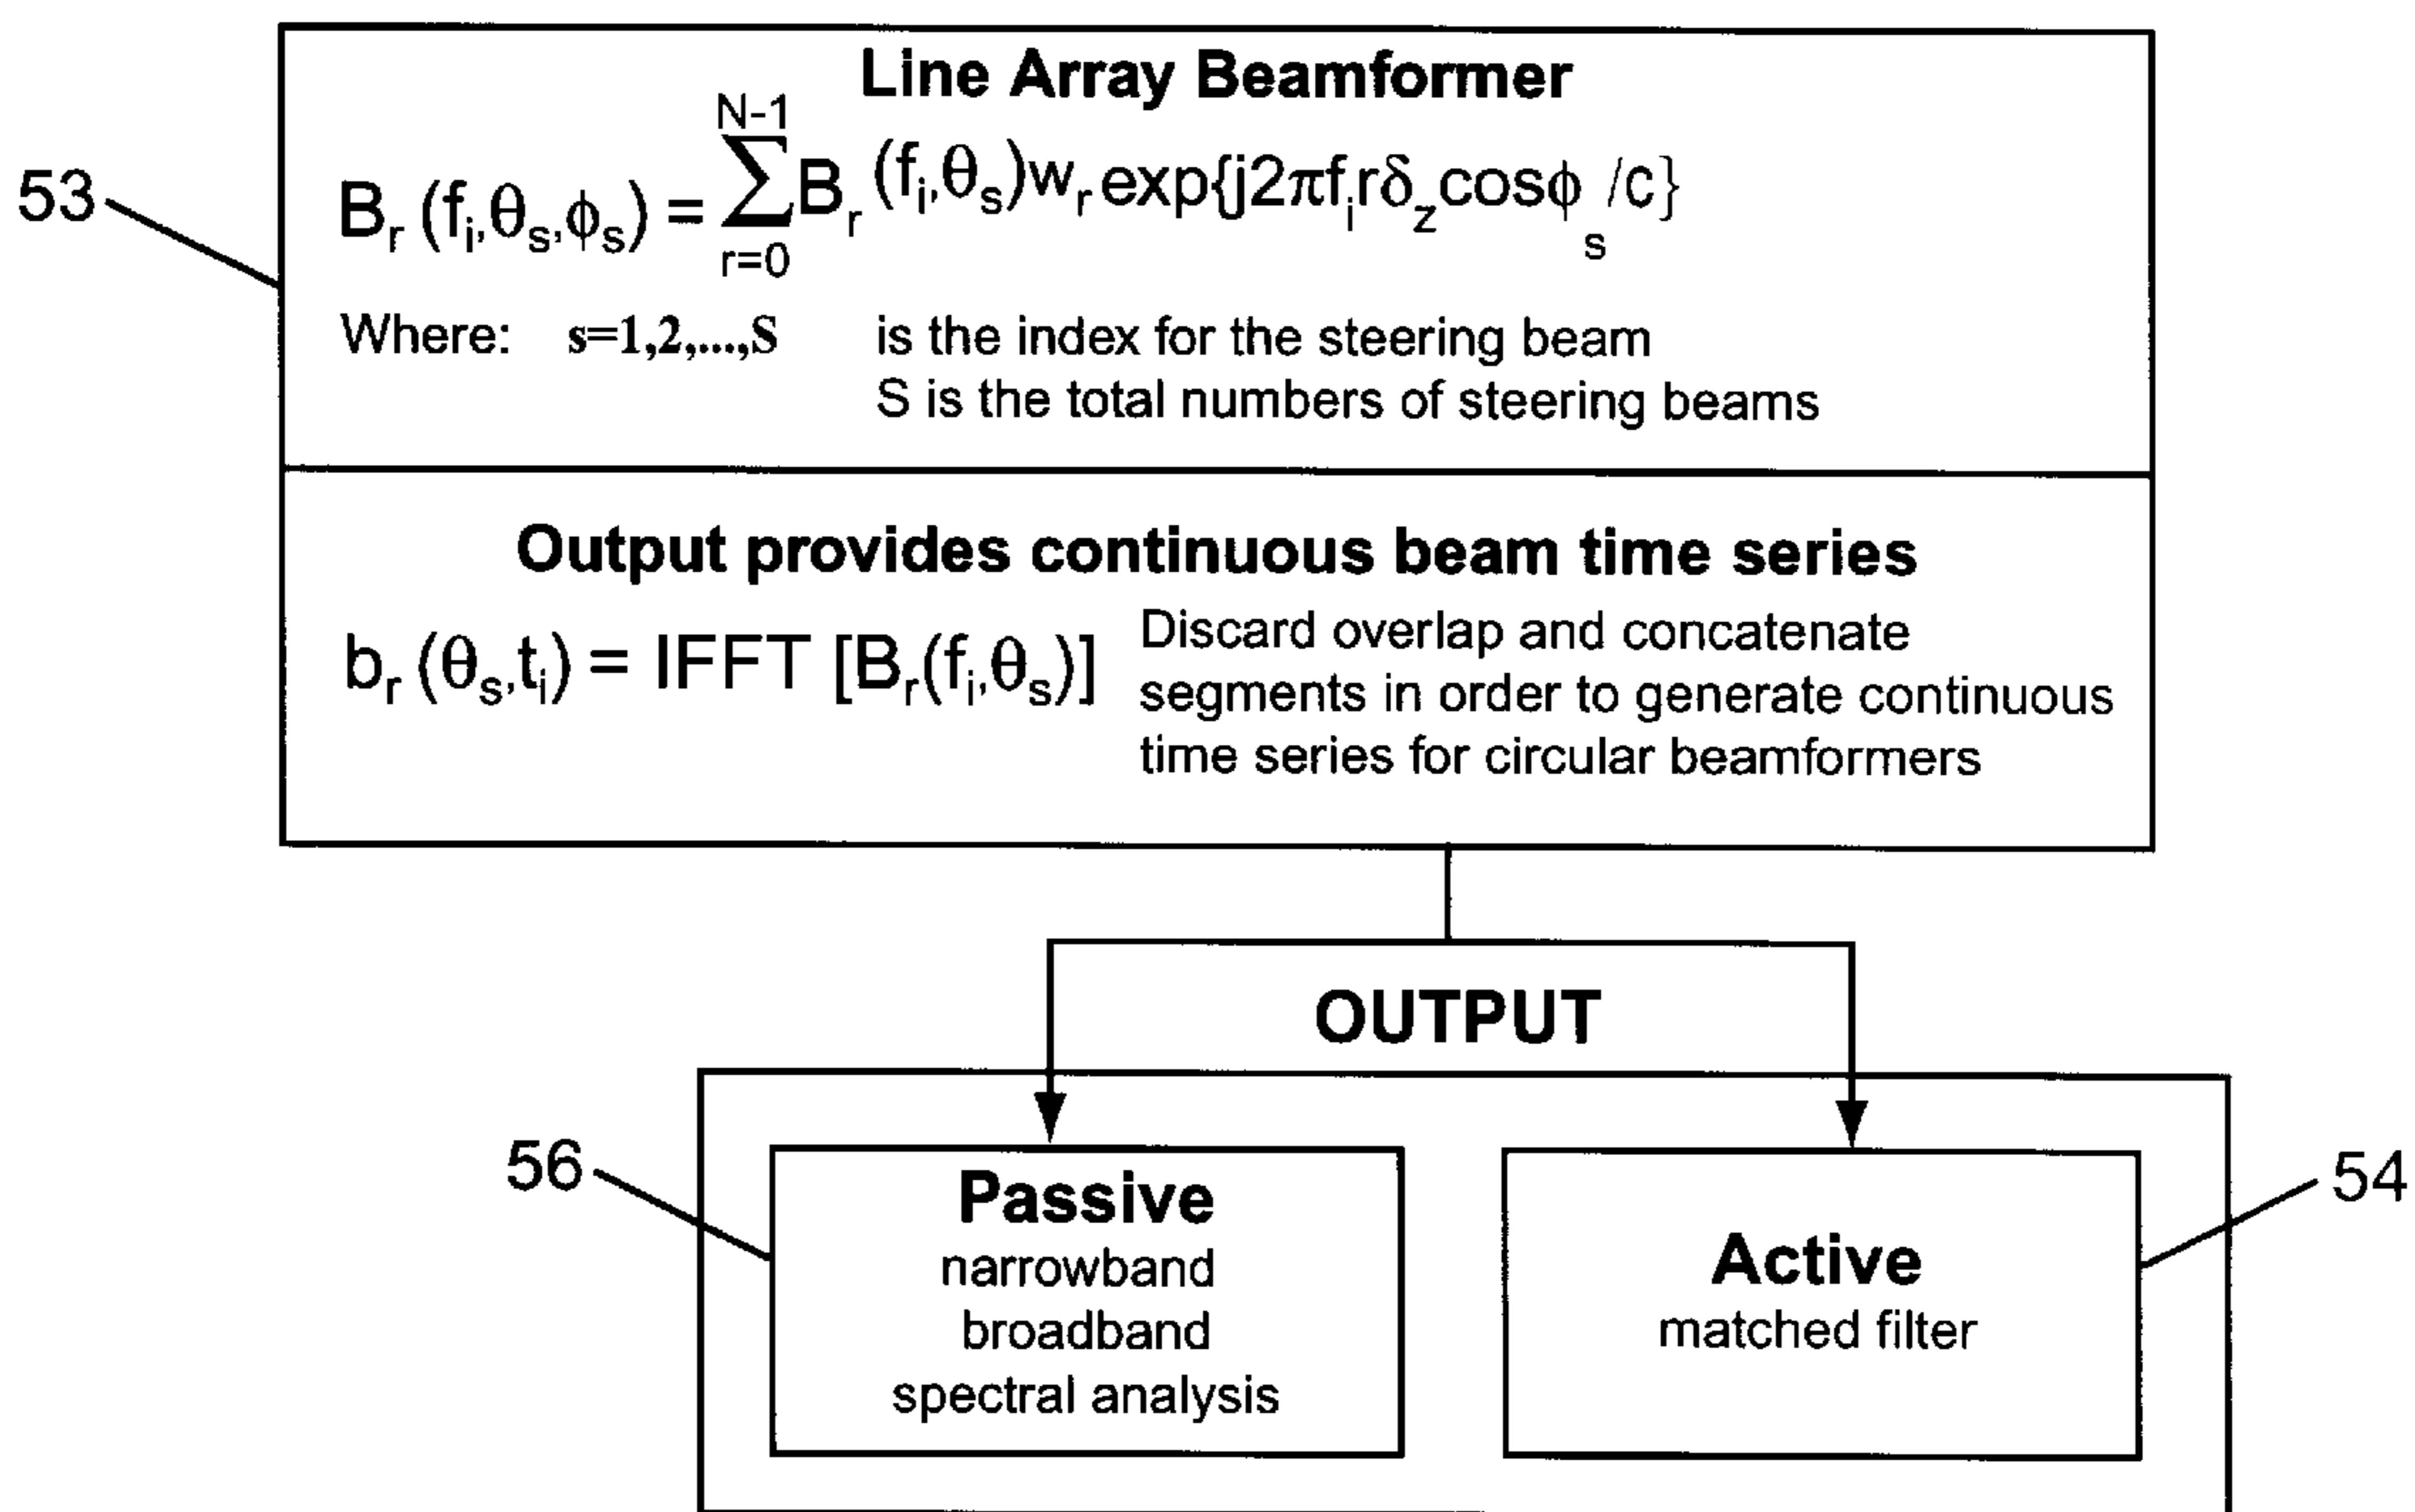 Line Array Beamformer
53
B_r (f_i,θ_s,ϕ_s) = \sum_{r=0}^{N-1} B_r (f_i,θ_s) w_r exp{j2πf_i rδ_z cosϕ_s /c}
Where: s=1,2,...,S is the index for the steering beam
S is the total numbers of steering beams
Output provides continuous beam time series
b_r (θ_s,t_i) = IFFT [B_r(f_i,θ_s)]
Discard overlap and concatenate
segments in order to generate continuous
time series for circular beamformers
OUTPUT
56
Passive
narrowband
broadband
spectral analysis
54
Active
matched filter